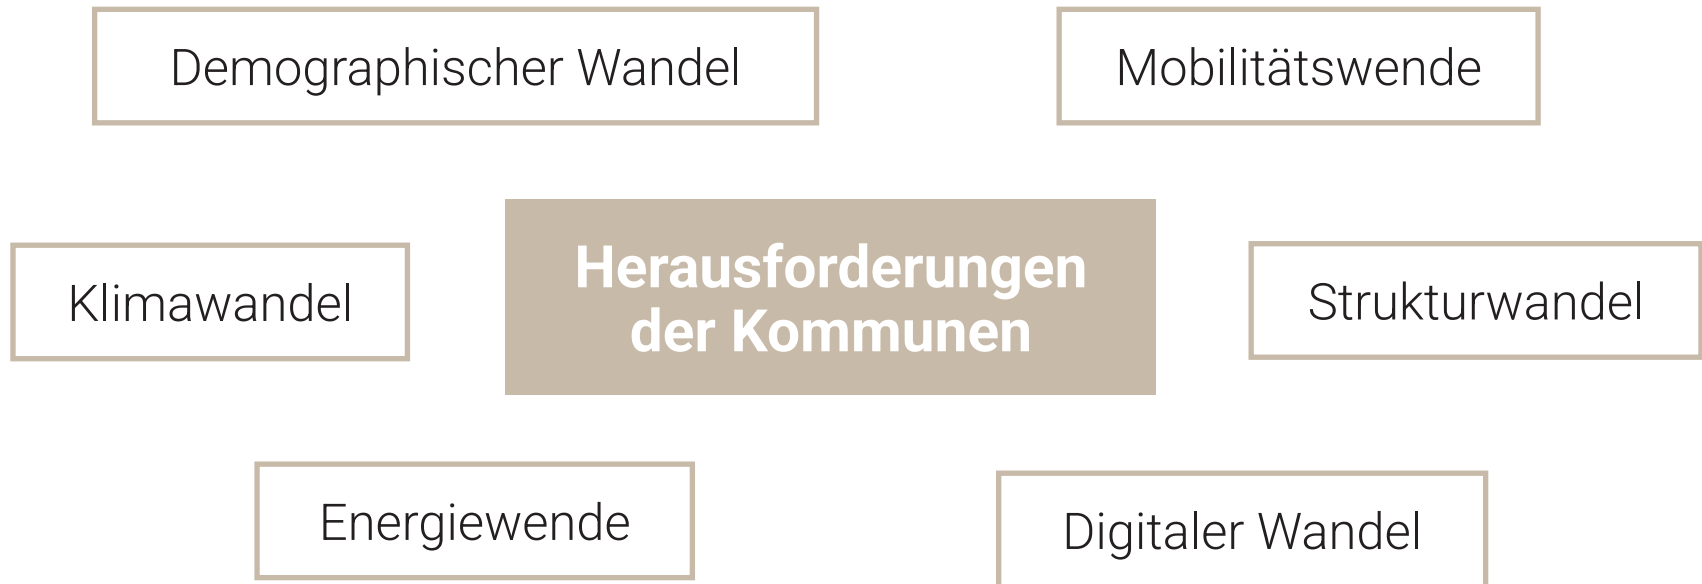 Demographischer Wandel
Mobilitätswende
Herausforderungen
der Kommunen
Klimawandel
Strukturwandel
Energiewende
Digitaler Wandel